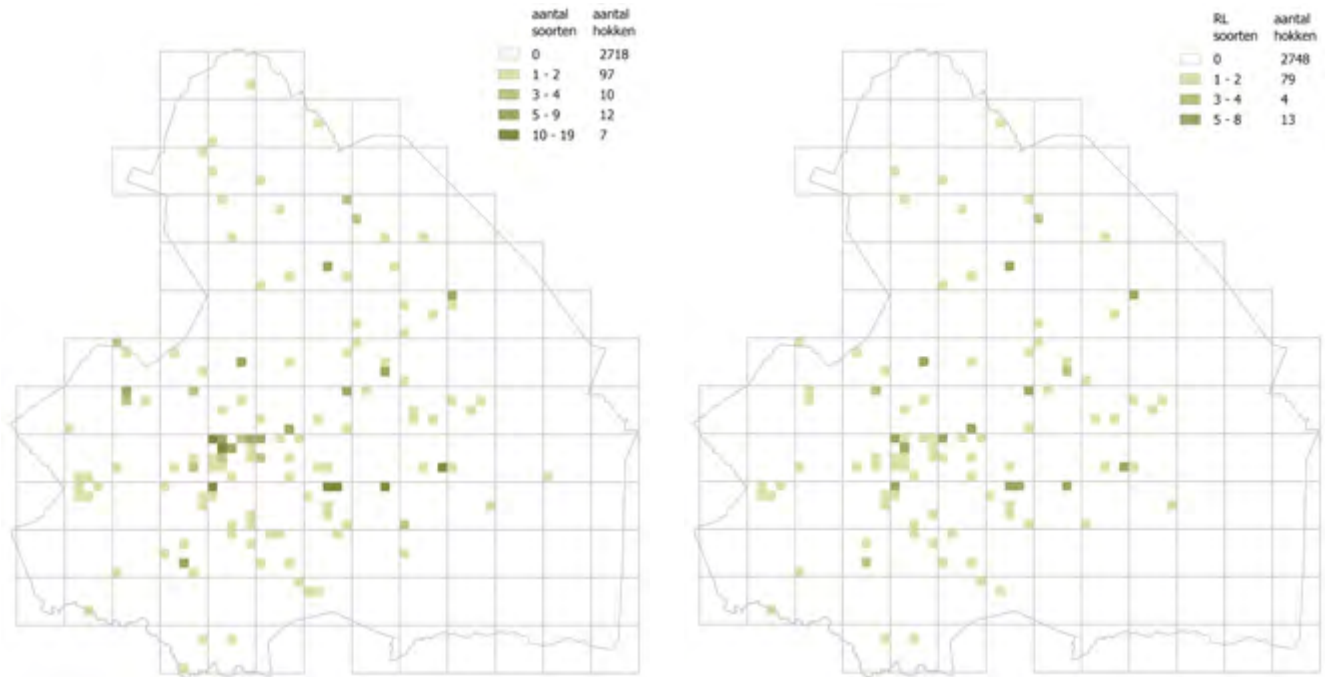 aantal soorten aantal hokken
0 2718
1 - 2 97
3 - 4 10
5 - 9 12
10 - 19 7
RL soorten aantal hokken
0 2748
1 - 2 79
3 - 4 4
5 - 8 13